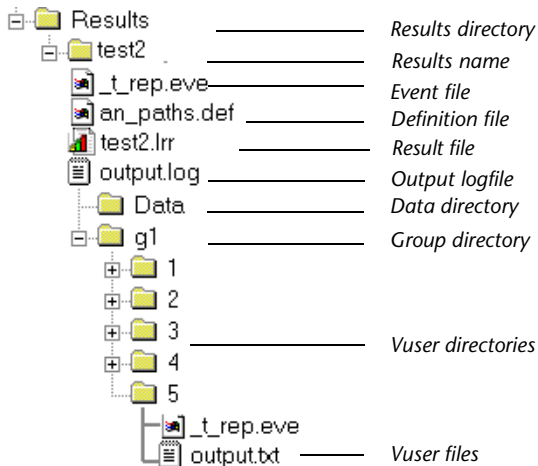 Results Results directory
test2 Results name
_t_rep.eve Event file
an_paths.def Definition file
test2.lrr Result file
output.log Output logfile
Data Data directory
g1 Group directory
1
2
3
Vuser directories
4
5
_t_rep.eve
output.txt Vuser files